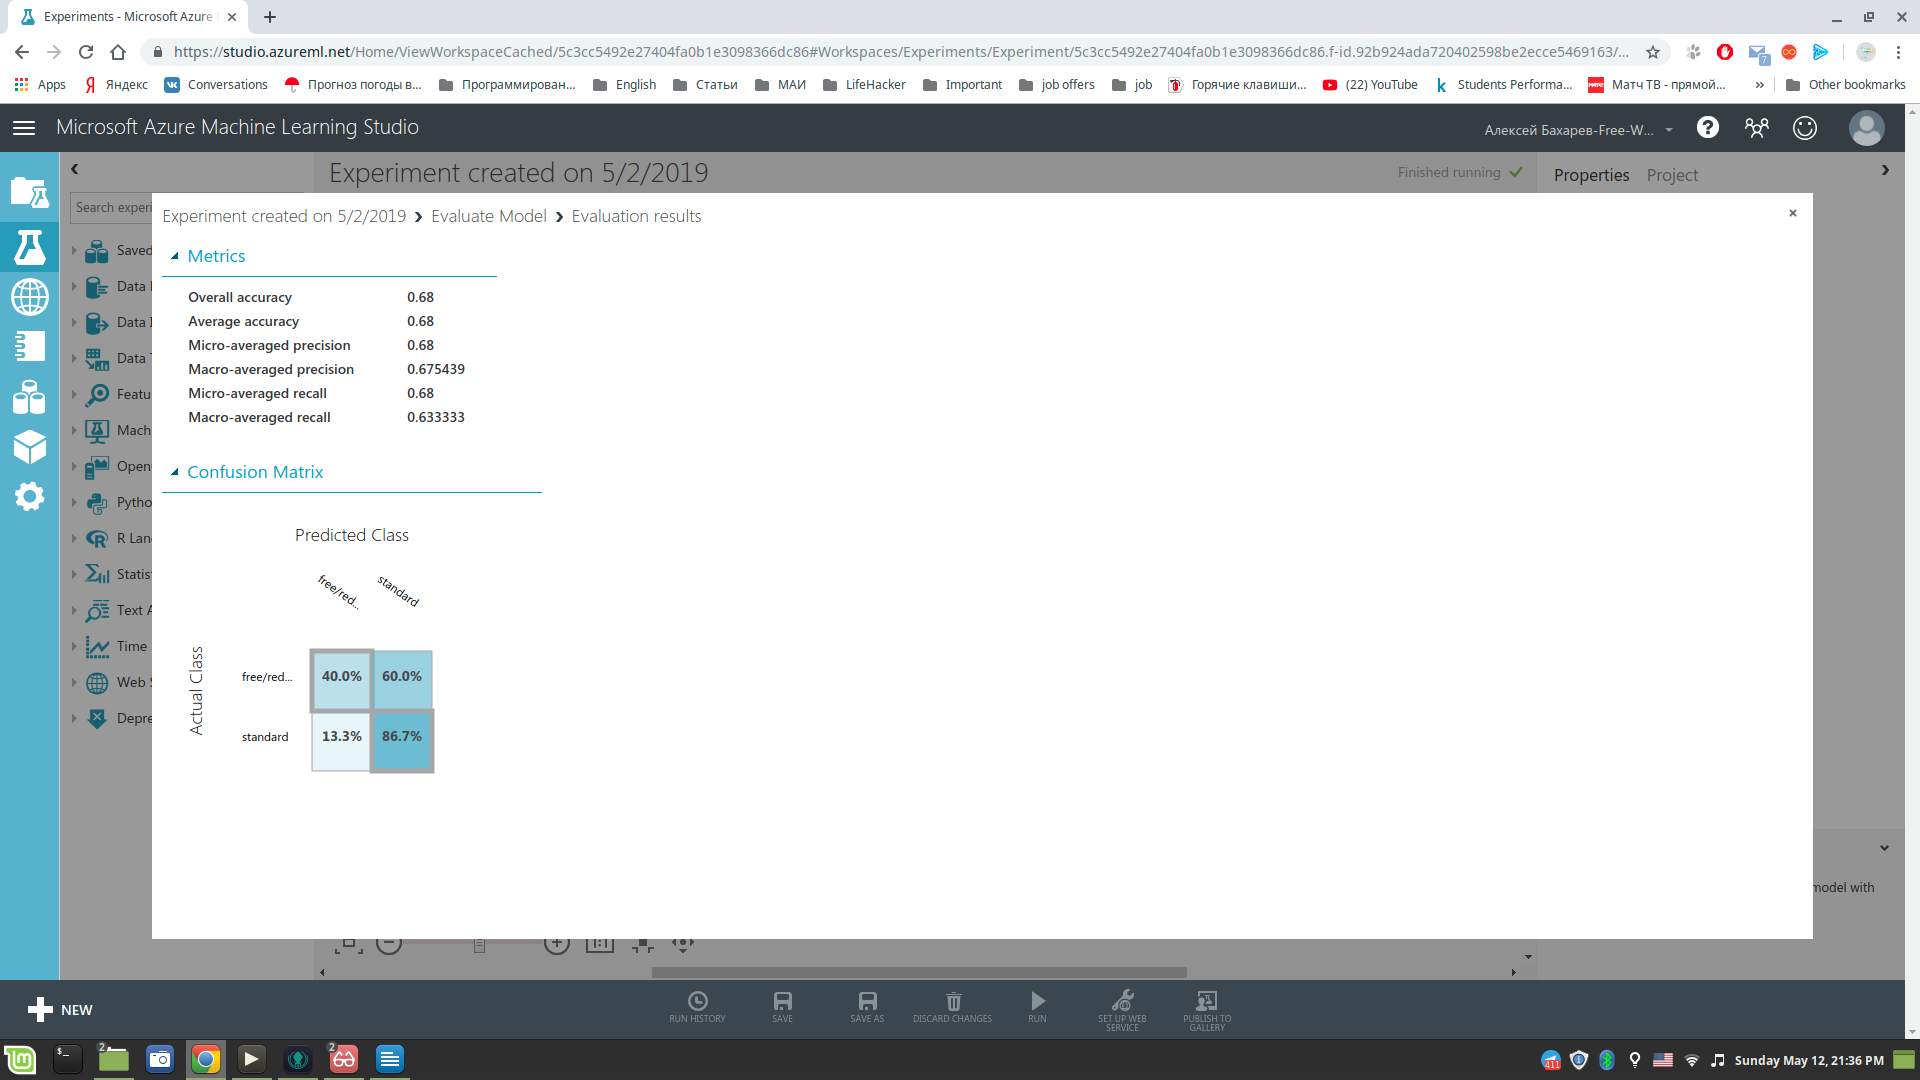 Experiments - Microsoft Azure
https://studio.azureml.net/Home/ViewWorkspaceCached/5c3cc5492e27404fa0b1e3098366dc86#Workspaces/Experiments/Experiment/5c3cc5492e27404fa0b1e3098366dc86.f-id.92b924ada720402598be2ecce5469163/...
7
Apps
Яндекс
Conversations
Прогноз погоды в...
Программирован...
English
Статьи
МАИ
LifeHacker
Important
job offers
job
Горячие клавиши...
(22) YouTube
Students Performa...
Матч ТВ - прямой...
»
Other bookmarks
Microsoft Azure Machine Learning Studio
Алексей Бахарев-Free-W...
Experiment created on 5/2/2019
Finished running
Properties
Project
Search experi
Experiment created on 5/2/2019 › Evaluate Model › Evaluation results
Metrics
Overall accuracy 0.68
Average accuracy 0.68
Micro-averaged precision 0.68
Macro-averaged precision 0.675439
Micro-averaged recall 0.68
Macro-averaged recall 0.633333
Confusion Matrix
Predicted Class
free/red...
standard
Actual Class
free/red... 40.0% 60.0%
standard 13.3% 86.7%
Saved
Data
Data
Data
Featu
Mach
Open
Pytho
R Lan
Statis
Text A
Time
Web S
Depre
model with
1:1
NEW
RUN HISTORY
SAVE
SAVE AS
DISCARD CHANGES
RUN
SET UP WEB
SERVICE
PUBLISH TO
GALLERY
2
2
411
Sunday May 12, 21:36 PM